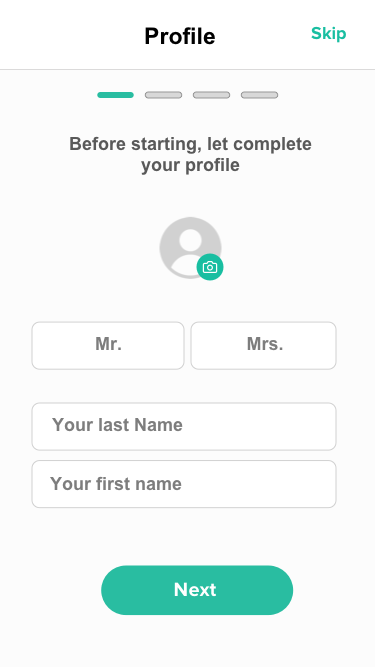 Profile
Skip
Before starting, let complete
your profile
Mr.
Mrs.
Your last Name
Your first name
Next